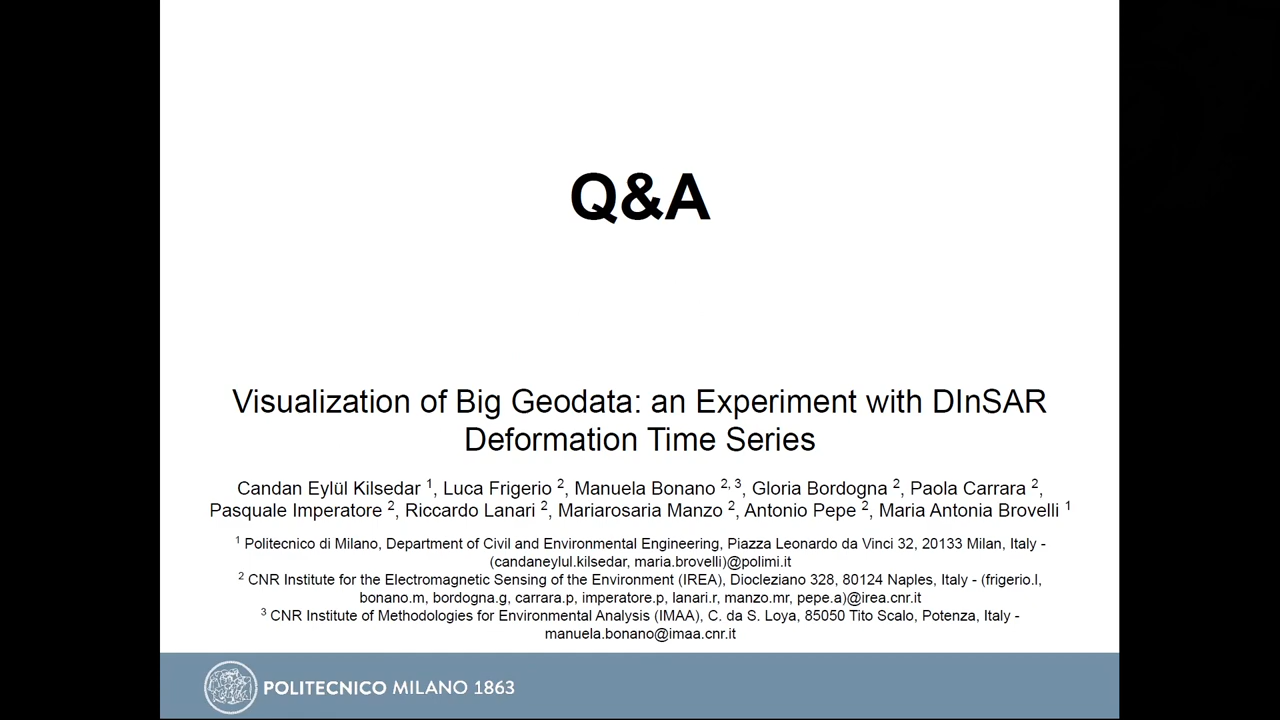 Q&A
Visualization of Big Geodata: an Experiment with DInSAR
Deformation Time Series
Candan Eylül Kilsedar 1, Luca Frigerio 2, Manuela Bonano 2, 3, Gloria Bordogna 2, Paola Carrara 2,
Pasquale Imperatore 2, Riccardo Lanari 2, Mariarosaria Manzo 2, Antonio Pepe 2, Maria Antonia Brovelli 1
1 Politecnico di Milano, Department of Civil and Environmental Engineering, Piazza Leonardo da Vinci 32, 20133 Milan, Italy -
(candaneylul.kilsedar, maria.brovelli)@polimi.it
2 CNR Institute for the Electromagnetic Sensing of the Environment (IREA), Diocleziano 328, 80124 Naples, Italy - (frigerio.l,
bonano.m, bordogna.g, carrara.p, imperatore.p, lanari.r, manzo.mr, pepe.a)@irea.cnr.it
3 CNR Institute of Methodologies for Environmental Analysis (IMAA), C. da S. Loya, 85050 Tito Scalo, Potenza, Italy -
manuela.bonano@imaa.cnr.it
POLITECNICO MILANO 1863